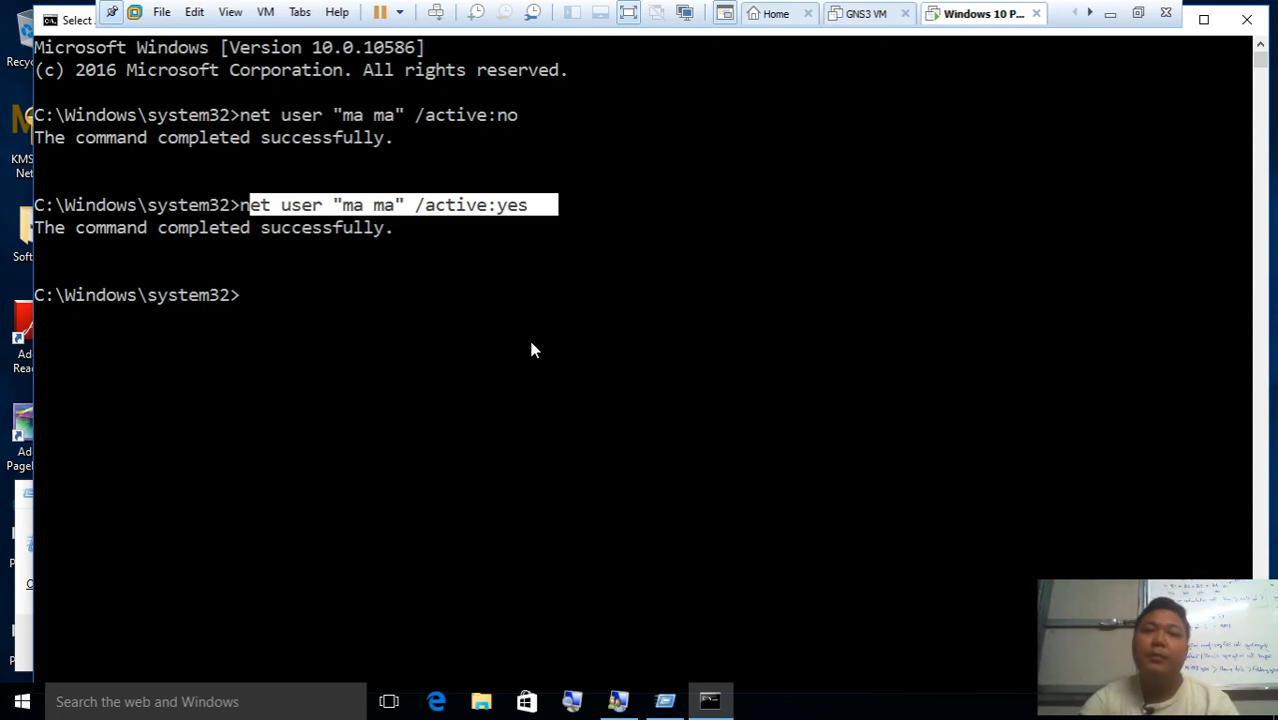 File Edit View VM Tabs Help
Home
GNS3 VM
Windows 10 P...
Select
Microsoft Windows [Version 10.0.10586]
(c) 2016 Microsoft Corporation. All rights reserved.
C:\Windows\system32>net user "ma ma" /active:no
The command completed successfully.
C:\Windows\system32>net user "ma ma" /active:yes
The command completed successfully.
C:\Windows\system32>
Recyc
KMS
Net
Soft
Ad
Read
Ad
PageM
Search the web and Windows